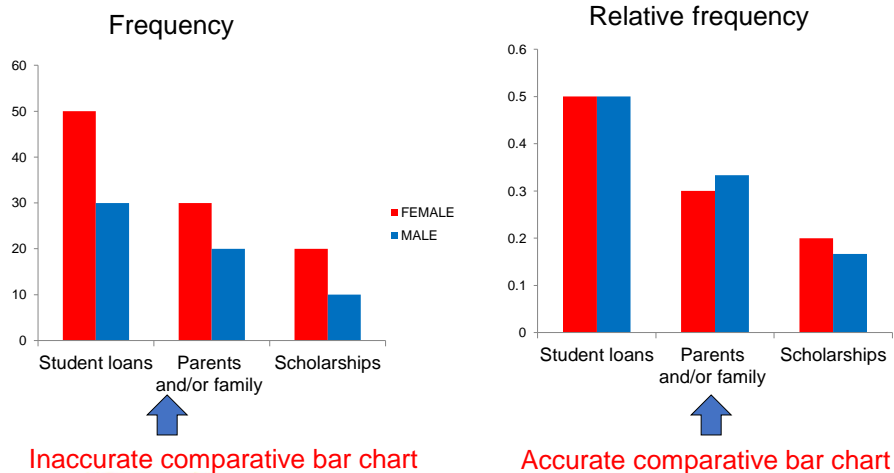 Frequency
60
50
40
30
20
10
0
Student loans
Parents
and/or family
Scholarships
FEMALE
MALE
Inaccurate comparative bar chart
Relative frequency
0.6
0.5
0.4
0.3
0.2
0.1
0
Student loans
Parents
and/or family
Scholarships
Accurate comparative bar chart